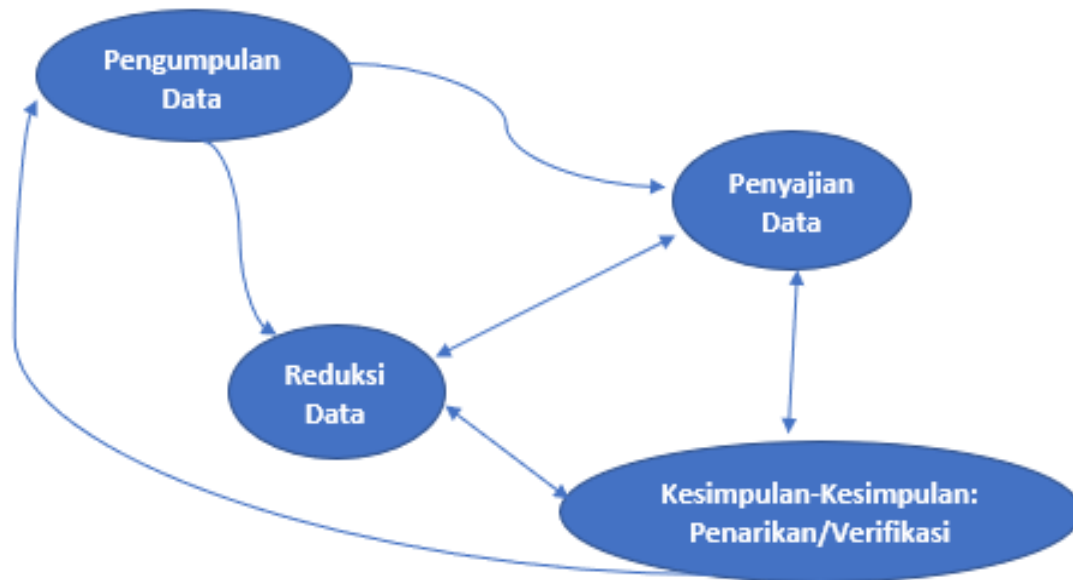 Pengumpulan
Data
Penyajian
Data
Reduksi
Data
Kesimpulan-Kesimpulan:
Penarikan/Verifikasi